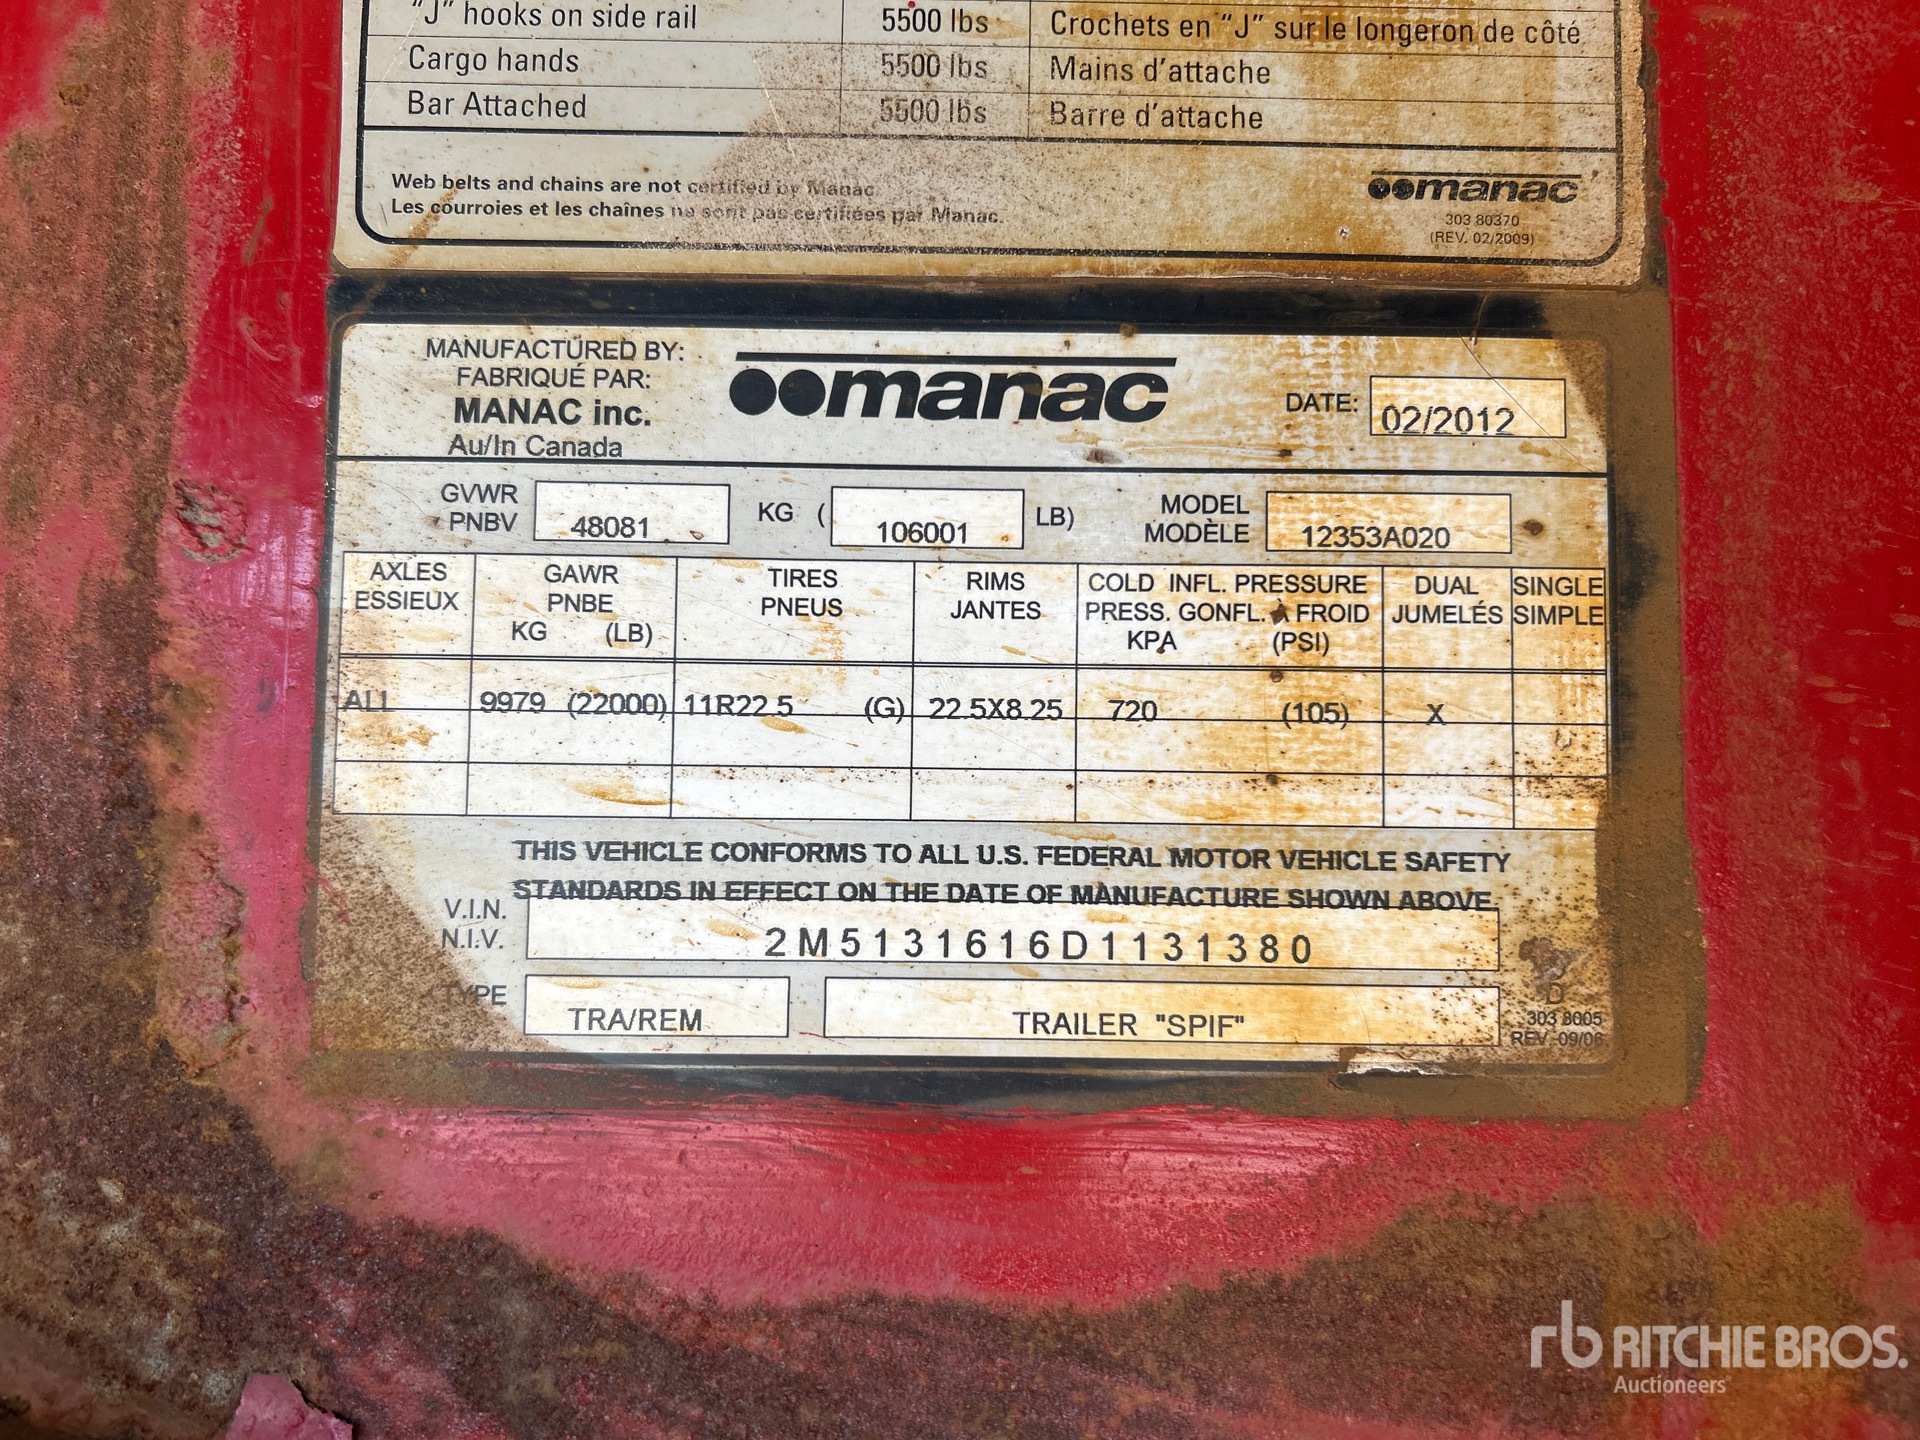 "J" hooks on side rail 5500 lbs Crochets en "J" sur le longeron de côté
Cargo hands 5500 lbs Mains d'attache
Bar Attached 5500 lbs Barre d'attache
Web belts and chains are not certified by Manac.
Les courroies et les chaînes ne sont pas certifiées par Manac.
manac
303 80370
(REV. 02/2009)
MANUFACTURED BY:
FABRIQUÉ PAR:
MANAC inc.
Au/In Canada
manac
DATE: 02/2012
GVWR
PNBV
48081 KG ( 106001 LB)
MODEL
MODÈLE
12353A020
AXLES
ESSIEUX
GAWR
PNBE
KG (LB)
TIRES
PNEUS
RIMS
JANTES
COLD INFL. PRESSURE
PRESS. GONFL. À FROID
KPA (PSI)
DUAL
JUMELÉS
SINGLE
SIMPLE
ALL 9979 (22000) 11R22.5 (G) 22.5X8.25 720 (105) X
THIS VEHICLE CONFORMS TO ALL U.S. FEDERAL MOTOR VEHICLE SAFETY
STANDARDS IN EFFECT ON THE DATE OF MANUFACTURE SHOWN ABOVE.
V.I.N.
N.I.V.
2M5131616D1131380
TYPE TRA/REM TRAILER "SPIF"
D
303 8005
REV. 09/06
rb RITCHIE BROS.
Auctioneers